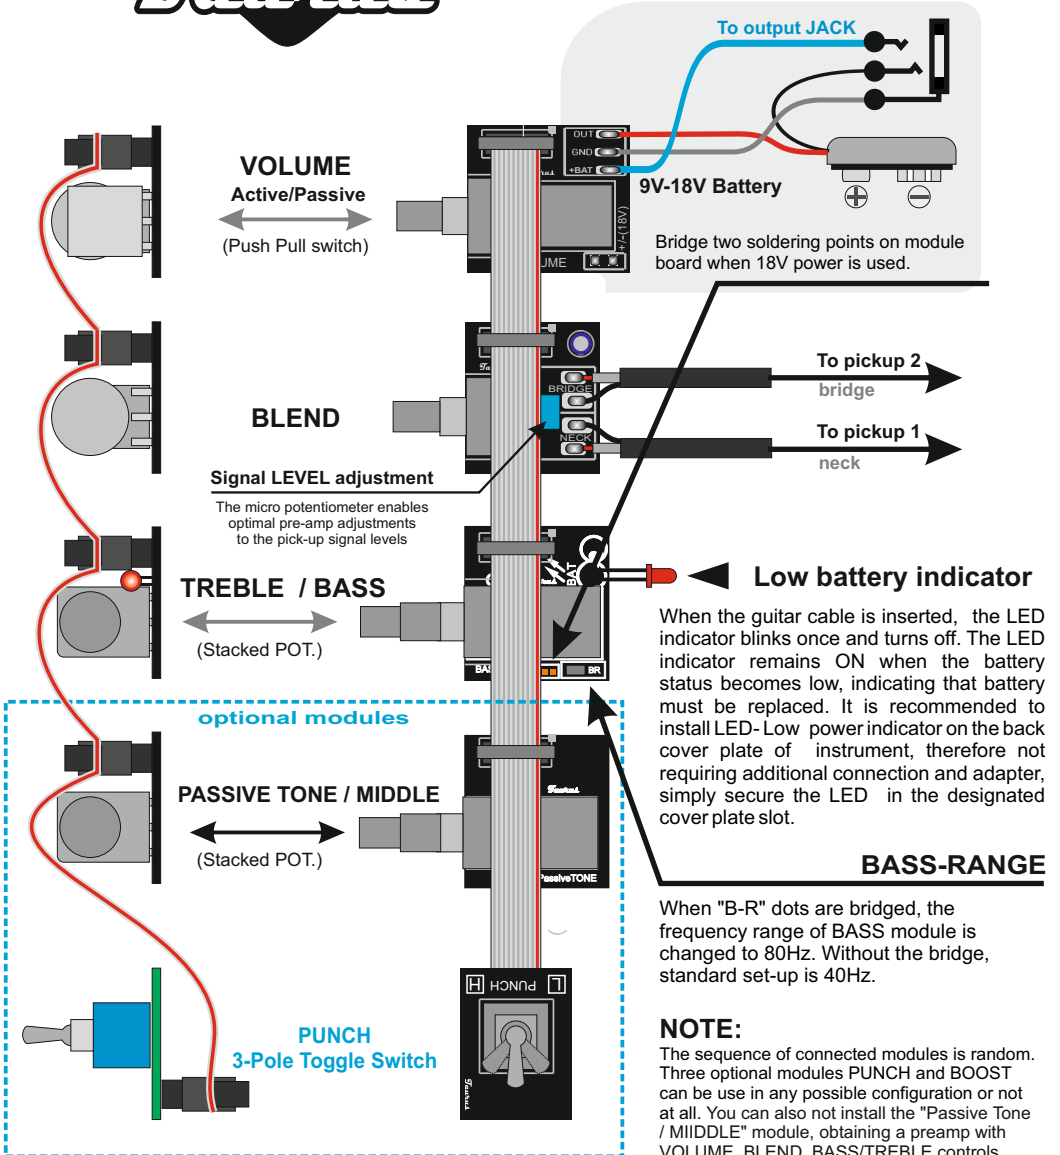 To output JACK
OUT
GND
+BAT
+/-(18V)
UME
VOLUME
Active/Passive
(Push Pull switch)
9V-18V Battery
Bridge two soldering points on module
board when 18V power is used.
BLEND
BRIDGE
NECK
To pickup 2
bridge
To pickup 1
neck
Signal LEVEL adjustment
The micro potentiometer enables
optimal pre-amp adjustments
to the pick-up signal levels
TREBLE / BASS
(Stacked POT.)
BAT
BAS
BR
Low battery indicator
When the guitar cable is inserted, the LED
indicator blinks once and turns off. The LED
indicator remains ON when the battery
status becomes low, indicating that battery
must be replaced. It is recommended to
install LED- Low power indicator on the back
cover plate of instrument, therefore not
requiring additional connection and adapter,
simply secure the LED in the designated
cover plate slot.
optional modules
PASSIVE TONE / MIDDLE
(Stacked POT.)
Taurus
PassiveTONE
BASS-RANGE
When "B-R" dots are bridged, the
frequency range of BASS module is
changed to 80Hz. Without the bridge,
standard set-up is 40Hz.
H PUNCH L
Taurus
PUNCH
3-Pole Toggle Switch
NOTE:
The sequence of connected modules is random.
Three optional modules PUNCH and BOOST
can be use in any possible configuration or not
at all. You can also not install the "Passive Tone
/ MIIDDLE" module, obtaining a preamp with
VOLUME, BLEND, BASS/TREBLE controls